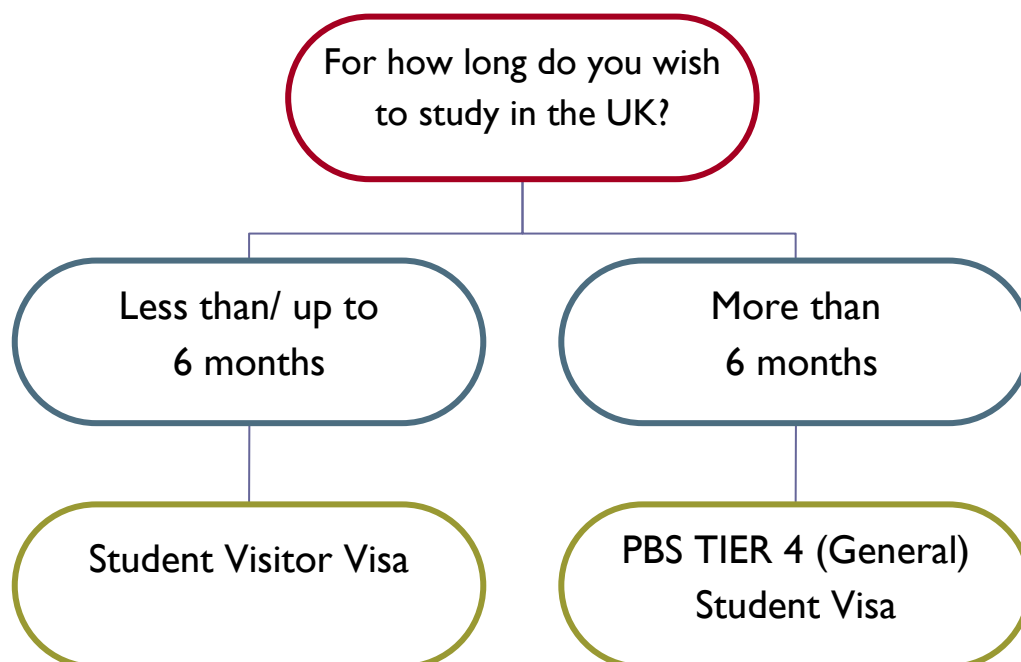 For how long do you wish
to study in the UK?
Less than/ up to
6 months
More than
6 months
Student Visitor Visa
PBS TIER 4 (General)
Student Visa